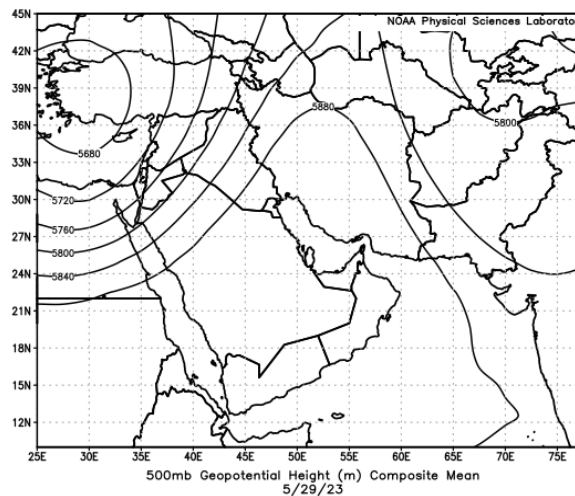 NOAA Physical Sciences Laborato
45N
42N
39N
36N
33N
30N
27N
24N
21N
18N
15N
12N
5880
5800
5680
5720
5760
5800
5840
25E 30E 35E 40E 45E 50E 55E 60E 65E 70E 75E
500mb Geopotential Height (m) Composite Mean
5/29/23